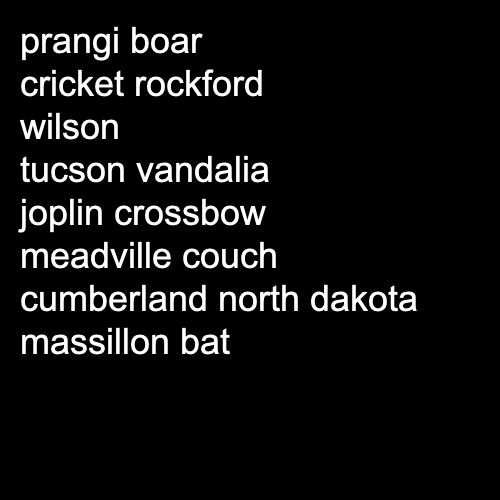 prangi boar
cricket rockford
wilson
tucson vandalia
joplin crossbow
meadville couch
cumberland north dakota
massillon bat